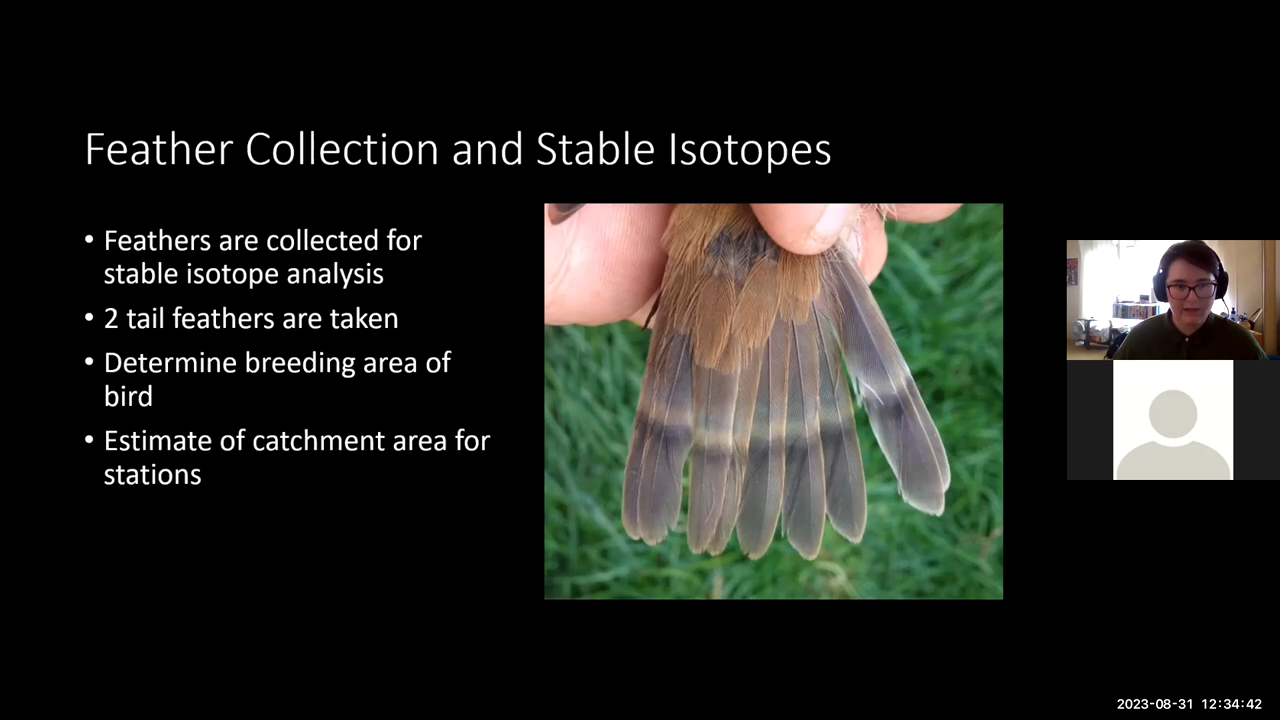 Feather Collection and Stable Isotopes
• Feathers are collected for
stable isotope analysis
• 2 tail feathers are taken
• Determine breeding area of
bird
• Estimate of catchment area for
stations
2023-08-31 12:34:42